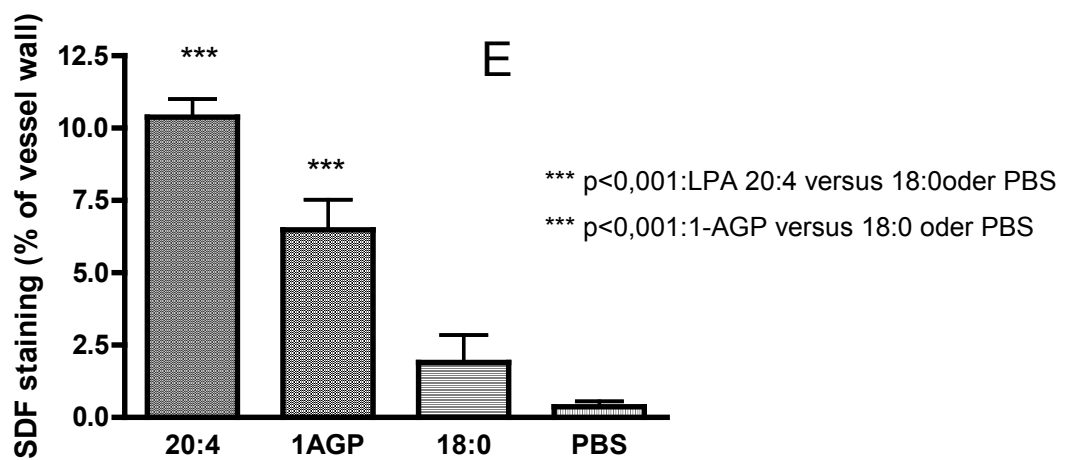 SDF staining (% of vessel wall)
12.5
10.0
7.5
5.0
2.5
0.0
***
***
E
*** p<0,001:LPA 20:4 versus 18:0oder PBS
*** p<0,001:1-AGP versus 18:0 oder PBS
20:4 1AGP 18:0 PBS